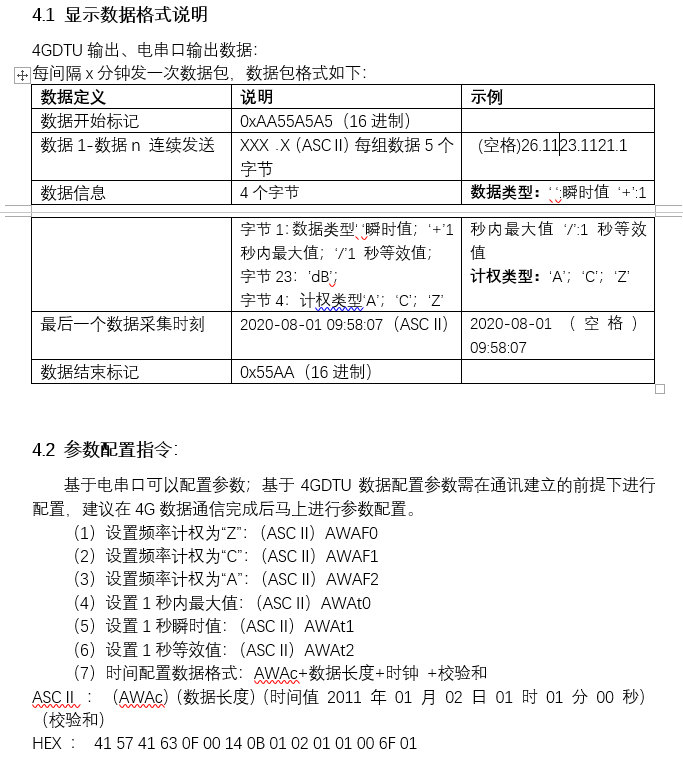 4.1 显示数据格式说明
4GDTU 输出、电串口输出数据：
每间隔 x 分钟发一次数据包，数据包格式如下：
数据定义 说明 示例
数据开始标记 0xAA55A5A5（16 进制）
数据 1-数据 n 连续发送 XXX .X（ASCⅡ）每组数据 5 个 (空格)26.1123.1121.1
字节
数据信息 4 个字节 数据类型：‘ ‘:瞬时值 ‘+’:1
字节 1：数据类型‘ ‘瞬时值；‘+’1 秒内最大值 ‘/’:1 秒等效
秒内最大值；‘/’1 秒等效值； 值
字节 23：’dB’； 计权类型：‘A’；‘C’；‘Z’
字节 4：计权类型‘A’；‘C’；‘Z’
最后一个数据采集时刻 2020-08-01 09:58:07（ASCⅡ） 2020-08-01 （空格）
09:58:07
数据结束标记 0x55AA（16 进制）
4.2 参数配置指令：
基于电串口可以配置参数；基于 4GDTU 数据配置参数需在通讯建立的前提下进行
配置，建议在 4G 数据通信完成后马上进行参数配置。
（1）设置频率计权为“Z”：（ASCⅡ）AWAF0
（2）设置频率计权为“C”：（ASCⅡ）AWAF1
（3）设置频率计权为“A”：（ASCⅡ）AWAF2
（4）设置 1 秒内最大值：（ASCⅡ）AWAt0
（5）设置 1 秒瞬时值：（ASCⅡ）AWAt1
（6）设置 1 秒等效值：（ASCⅡ）AWAt2
（7）时间配置数据格式：AWAc+数据长度+时钟 +校验和
ASCⅡ ：（AWAc）（数据长度）（时间值 2011 年 01 月 02 日 01 时 01 分 00 秒）
（校验和）
HEX ： 41 57 41 63 0F 00 14 0B 01 02 01 01 00 6F 01